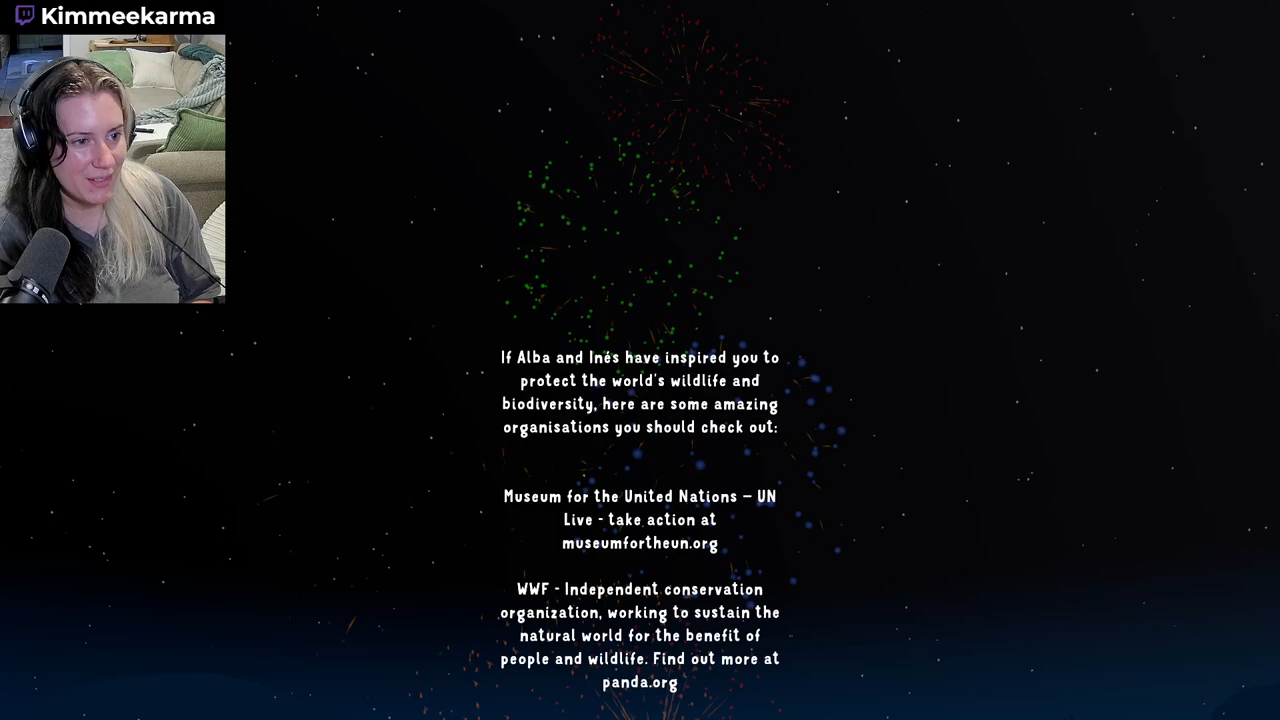 Kimmeekarma
If Alba and Inés have inspired you to
protect the world's wildlife and
biodiversity, here are some amazing
organisations you should check out:
Museum for the United Nations – UN
Live - take action at
museumfortheun.org
WWF - Independent conservation
organization, working to sustain the
natural world for the benefit of
people and wildlife. Find out more at
panda.org